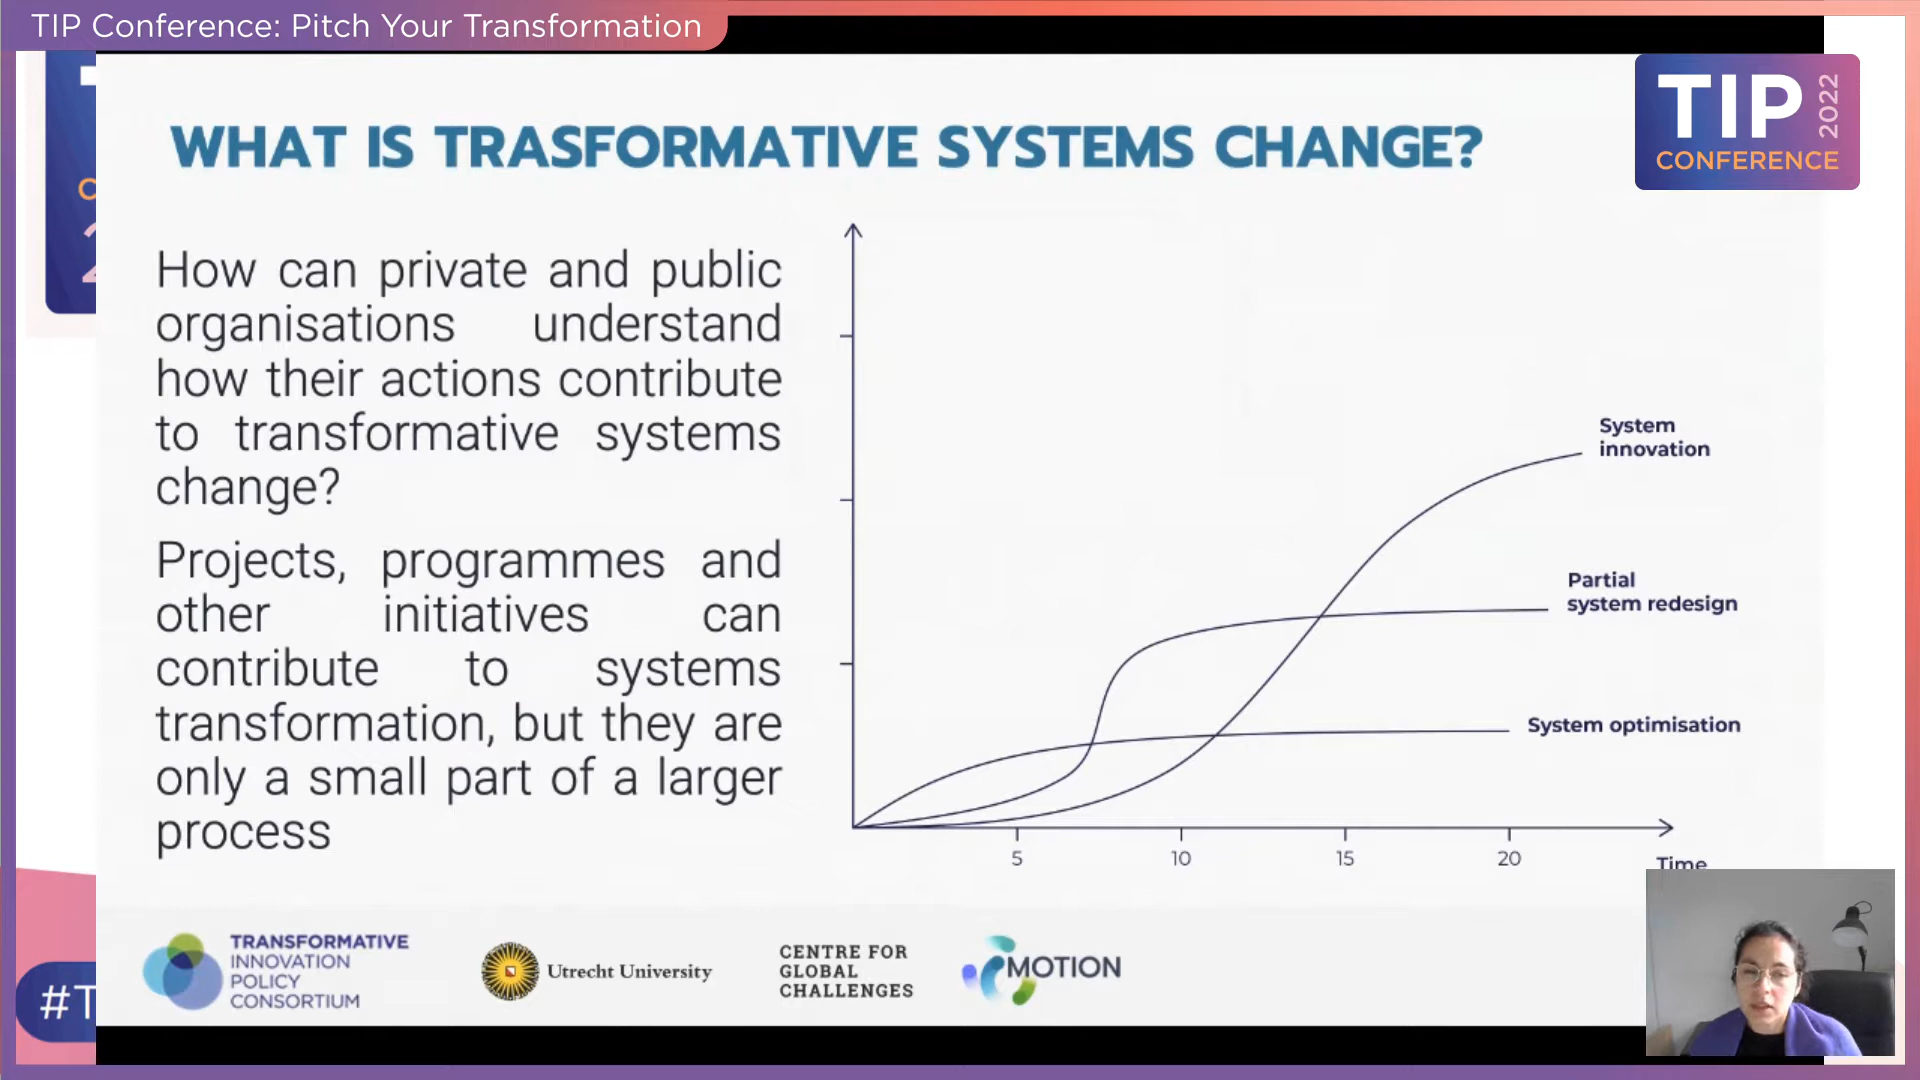 TIP Conference: Pitch Your Transformation
TIP
2022
CONFERENCE
WHAT IS TRASFORMATIVE SYSTEMS CHANGE?
How can private and public
organisations understand
how their actions contribute
to transformative systems
change?
Projects, programmes and
other initiatives can
contribute to systems
transformation, but they are
only a small part of a larger
process
System
innovation
Partial
system redesign
System optimisation
5 10 15 20
Time
TRANSFORMATIVE
INNOVATION
POLICY
CONSORTIUM
Utrecht University
CENTRE FOR
GLOBAL
CHALLENGES
MOTION
#T